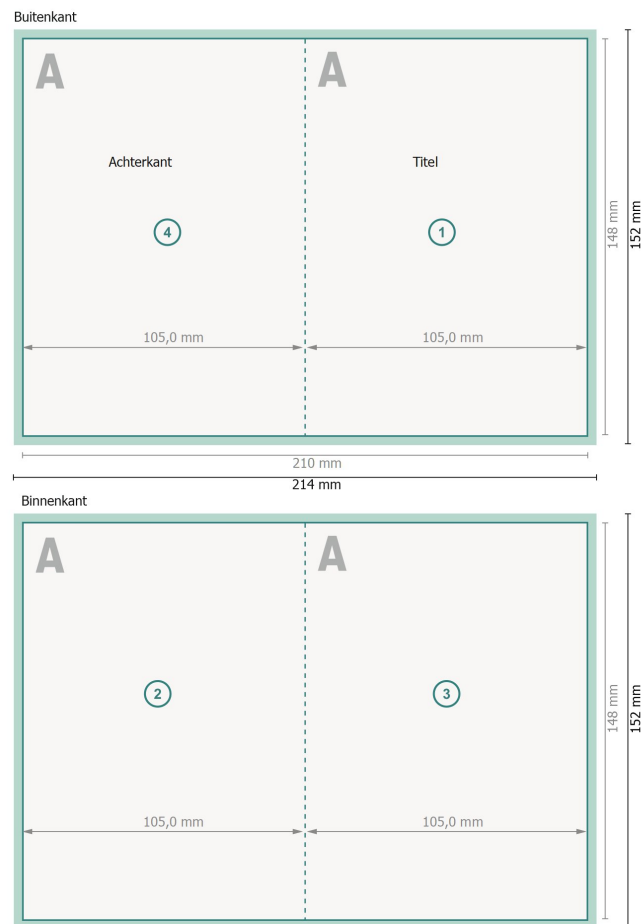 Buitenkant
A
A
Achterkant
Titel
4
1
105,0 mm
105,0 mm
148 mm
152 mm
210 mm
214 mm
Binnenkant
A
A
2
3
105,0 mm
105,0 mm
148 mm
152 mm